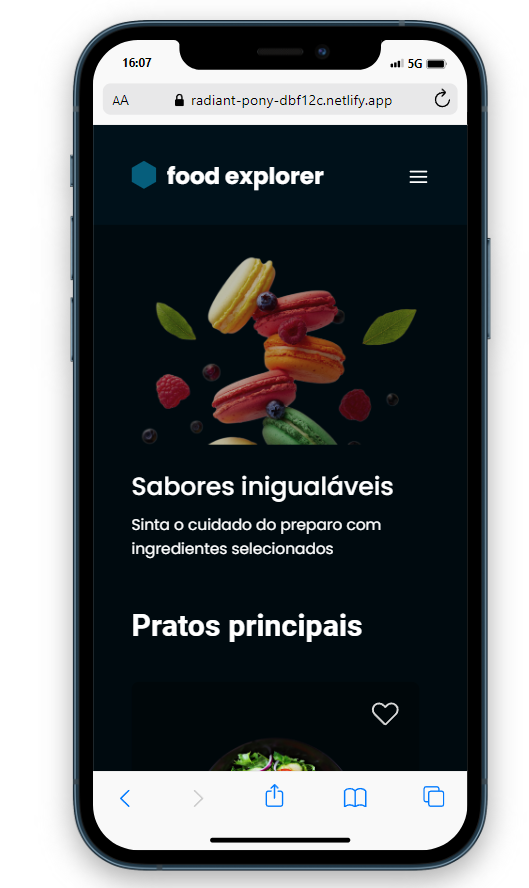 16:07
5G
AA
radiant-pony-dbf12c.netlify.app
food explorer
Sabores inigualáveis
Sinta o cuidado do preparo com
ingredientes selecionados
Pratos principais